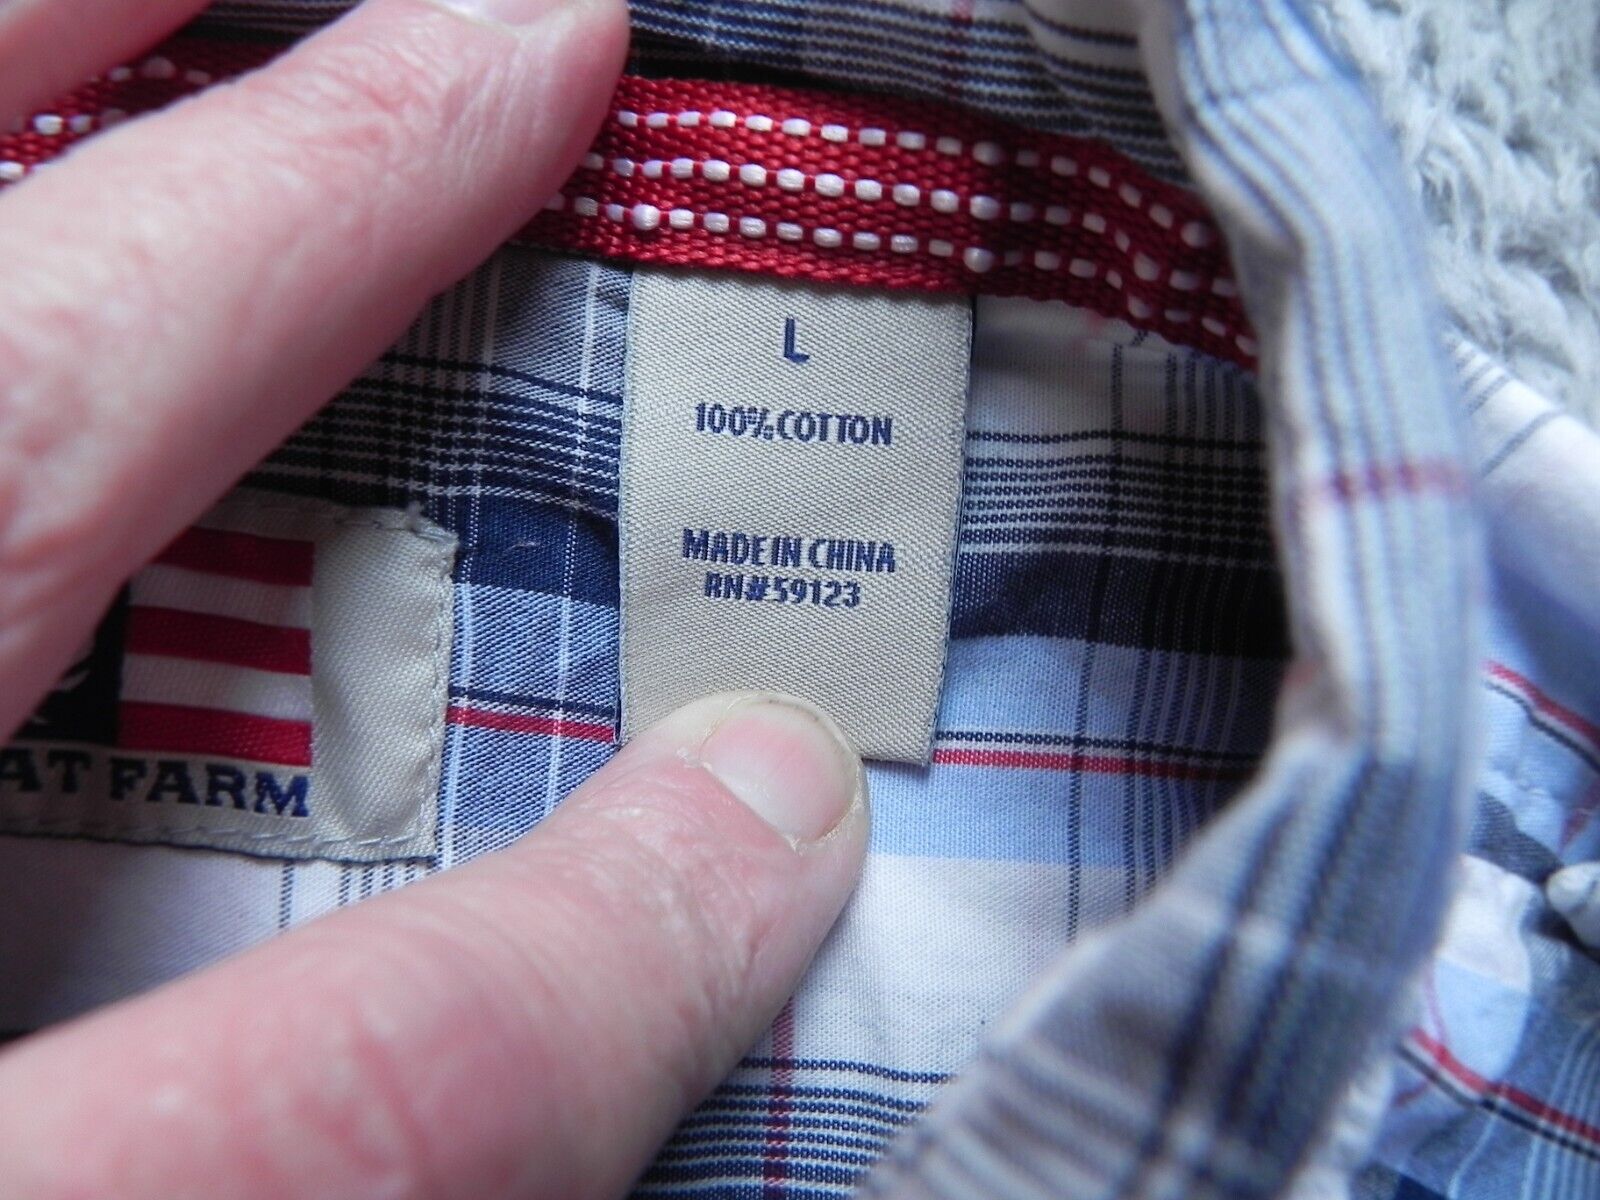 L
100% COTTON
MADE IN CHINA
RN#59123
AT FARM